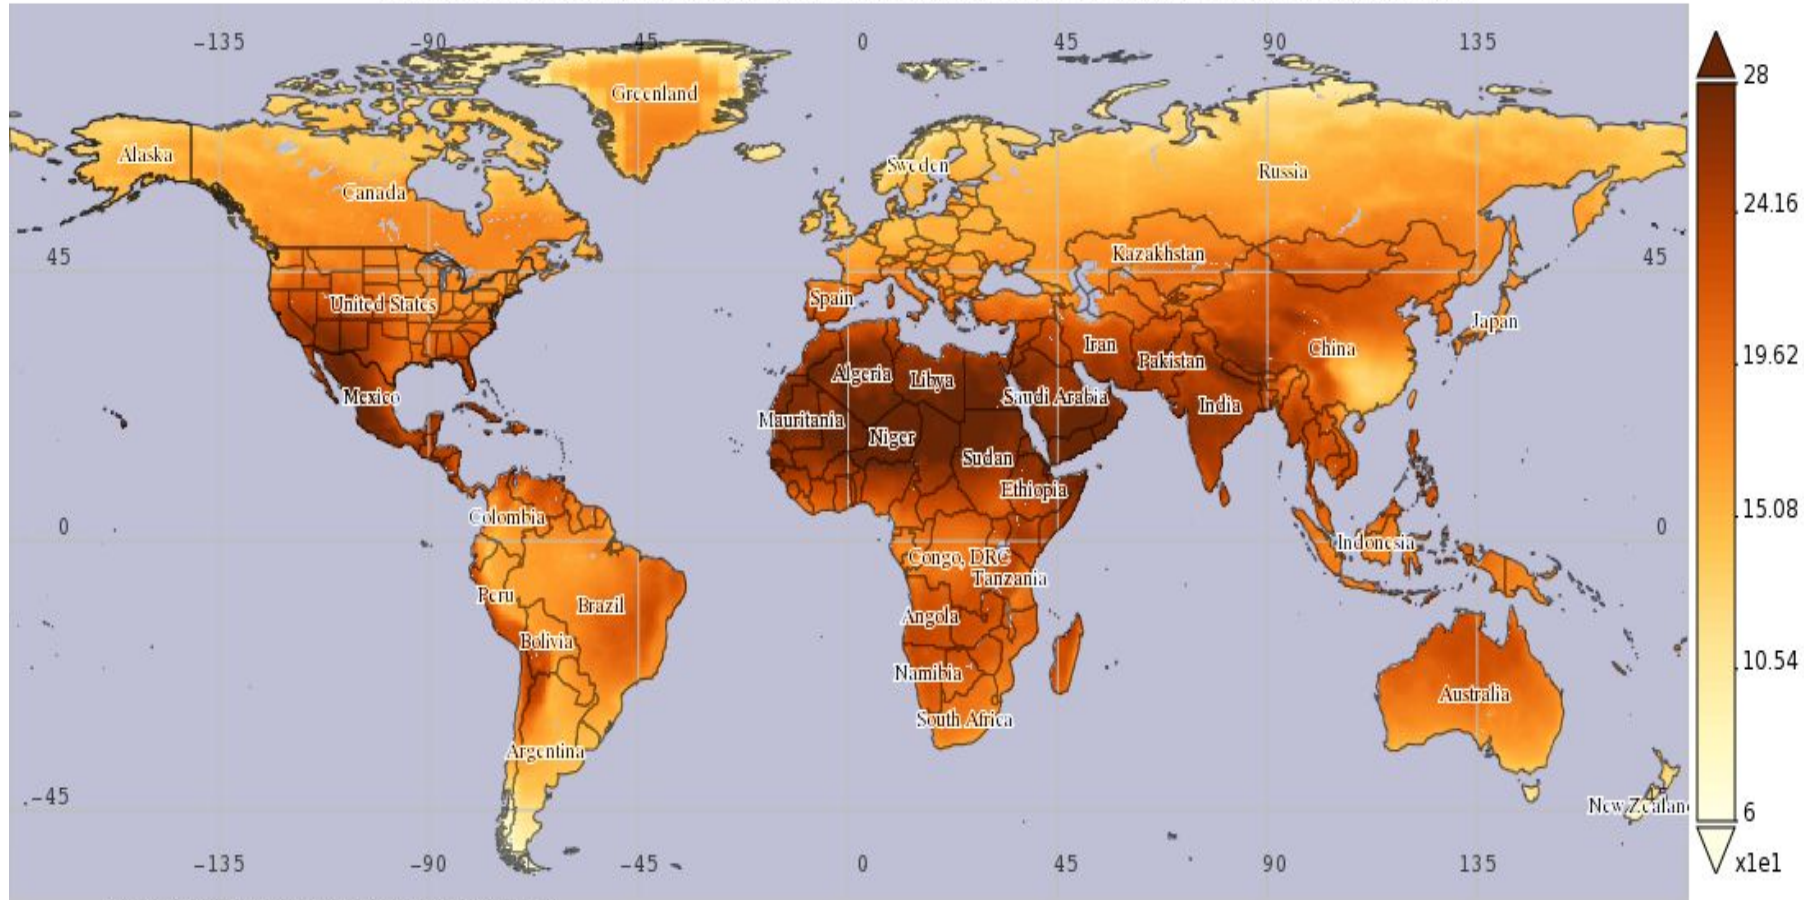 -135 -90 -45 0 45 90 135
28
Greenland
Alaska
Sweden
Russia
Canada
24.16
45 Kazakhstan 45
United States Spain
Japan
Iran China
Pakistan 19.62
Algeria Libya
Mexico Saudi Arabia India
Mauritania
Niger
Sudan
Ethiopia
Colombia 15.08
0 0
Indonesia
Congo, DRC
Tanzania
Peru Brazil
Angola
Bolivia
10.54
Namibia
Australia
South Africa
Argentina
-45 New Zealan
6
-135 -90 -45 0 45 90 135 x1e1